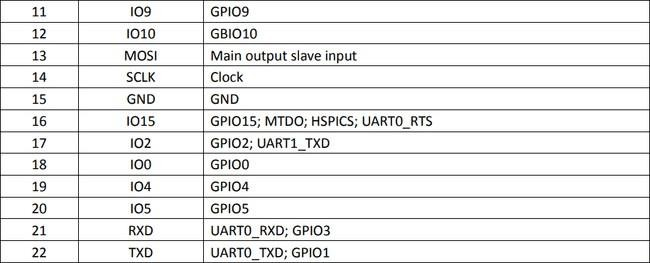 11 IO9 GPIO9
12 IO10 GBIO10
13 MOSI Main output slave input
14 SCLK Clock
15 GND GND
16 IO15 GPIO15; MTDO; HSPICS; UART0_RTS
17 IO2 GPIO2; UART1_TXD
18 IO0 GPIO0
19 IO4 GPIO4
20 IO5 GPIO5
21 RXD UART0_RXD; GPIO3
22 TXD UART0_TXD; GPIO1